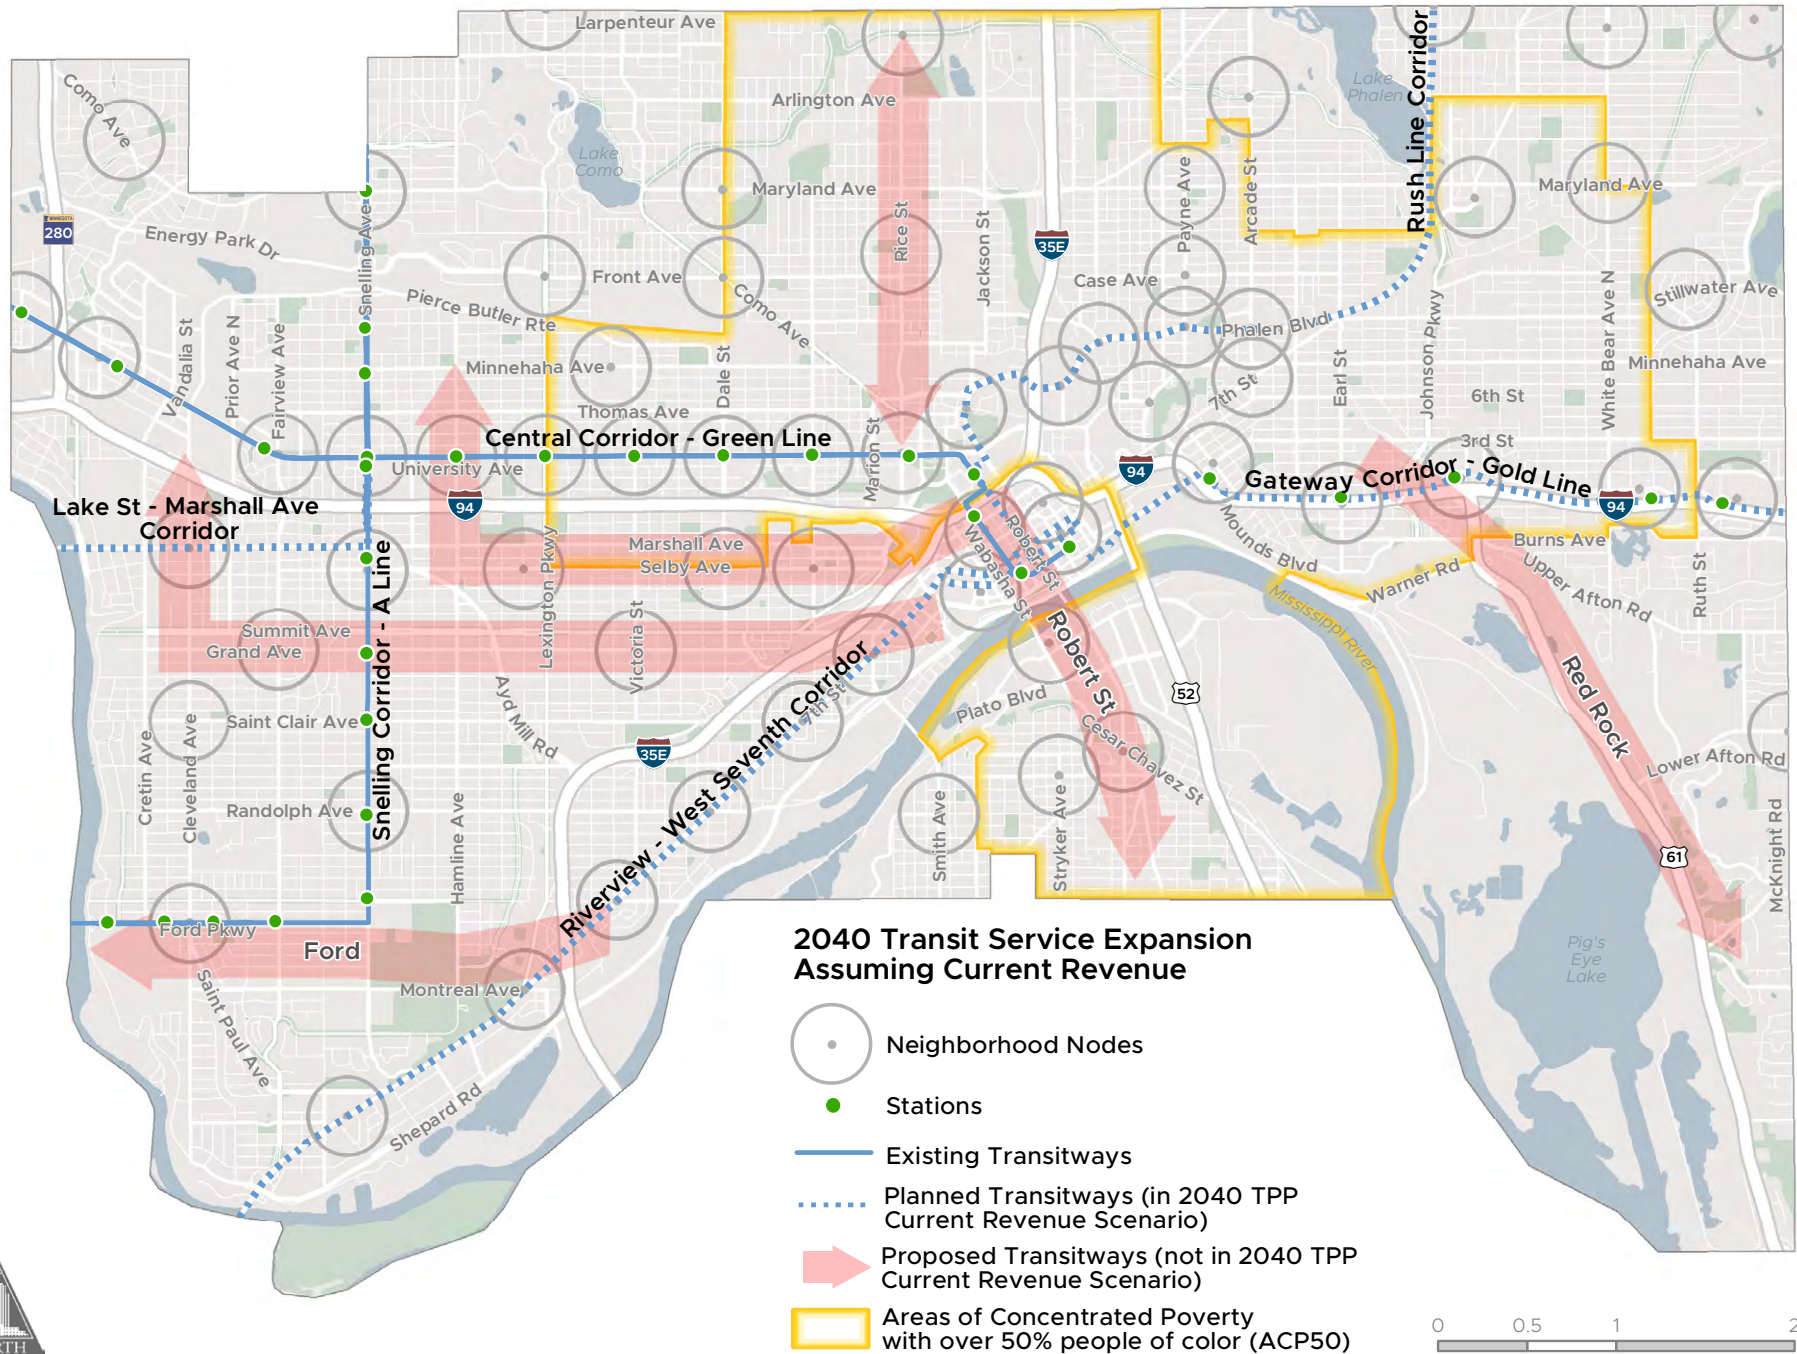 Larpenteur Ave
Como Ave
Arlington Ave
Lake
Phalen
Rush Line Corridor
Lake
Como
Maryland Ave
Rice St
Jackson St
Payne Ave
Arcade St
Maryland Ave
MINNESOTA
280
Energy Park Dr
Snelling Ave
35E
Front Ave
Case Ave
Pierce Butler Rte
Como Ave
Stillwater Ave
Phalen Blvd
Vandalia St
Prior Ave N
Fairview Ave
Minnehaha Ave
Dale St
Earl St
Johnson Pkwy
White Bear Ave N
Minnehaha Ave
7th St
6th St
Thomas Ave
Central Corridor - Green Line
Marion St
3rd St
University Ave
94
94
Gateway Corridor - Gold Line
94
Lake St - Marshall Ave
Corridor
Lexington Pkwy
Marshall Ave
Selby Ave
Robert St
Wabasha St
Mounds Blvd
Burns Ave
Warner Rd
Upper Afton Rd
Ruth St
Mississippi River
Summit Ave
Grand Ave
Snelling Corridor - A Line
Victoria St
Robert St
Red Rock
52
Ayd Mill Rd
Plato Blvd
Cesar Chavez St
Saint Clair Ave
Cretin Ave
Cleveland Ave
35E
7th St
Riverview - West Seventh Corridor
Lower Afton Rd
Randolph Ave
Hamline Ave
Smith Ave
Stryker Ave
61
McKnight Rd
Ford Pkwy
Ford
Montreal Ave
Saint Paul Ave
Shepard Rd
Pig's
Eye
Lake
2040 Transit Service Expansion
Assuming Current Revenue
Neighborhood Nodes
Stations
Existing Transitways
Planned Transitways (in 2040 TPP
Current Revenue Scenario)
Proposed Transitways (not in 2040 TPP
Current Revenue Scenario)
Areas of Concentrated Poverty
with over 50% people of color (ACP50)
0 0.5 1 2